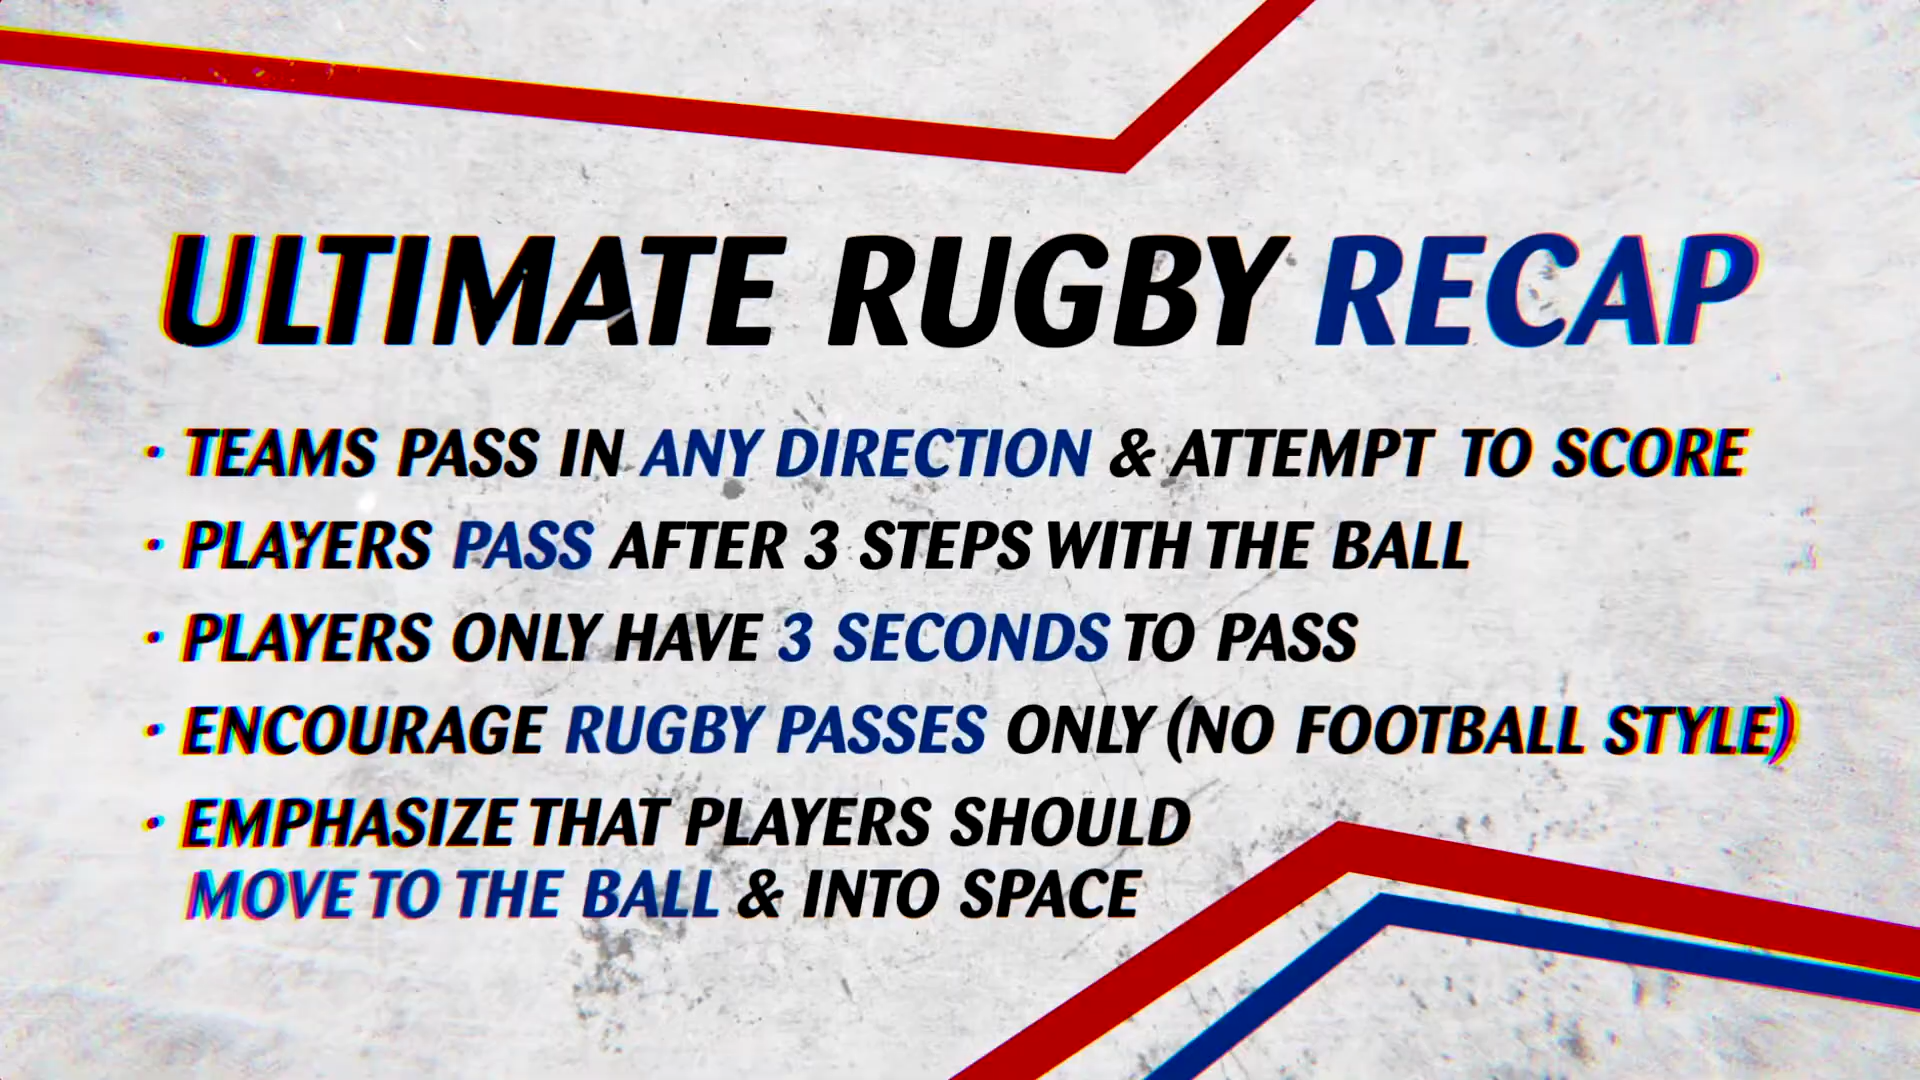 ULTIMATE RUGBY RECAP
• TEAMS PASS IN ANY DIRECTION & ATTEMPT TO SCORE
• PLAYERS PASS AFTER 3 STEPS WITH THE BALL
• PLAYERS ONLY HAVE 3 SECONDS TO PASS
• ENCOURAGE RUGBY PASSES ONLY (NO FOOTBALL STYLE)
• EMPHASIZE THAT PLAYERS SHOULD
MOVE TO THE BALL & INTO SPACE